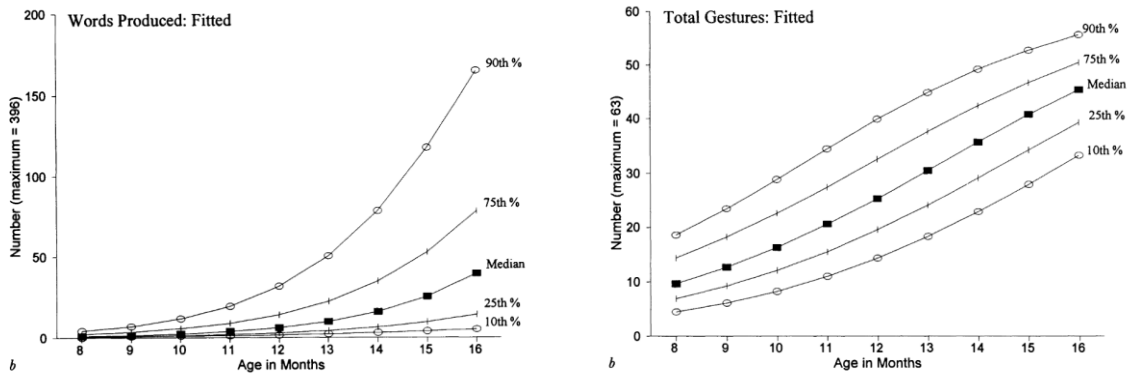 Words Produced: Fitted
Number (maximum = 396)
200
150
100
50
0
90th %
75th %
Median
25th %
10th %
8 9 10 11 12 13 14 15 16
Age in Months
b
Total Gestures: Fitted
Number (maximum = 63)
60
50
40
30
20
10
0
90th %
75th %
Median
25th %
10th %
8 9 10 11 12 13 14 15 16
Age in Months
b